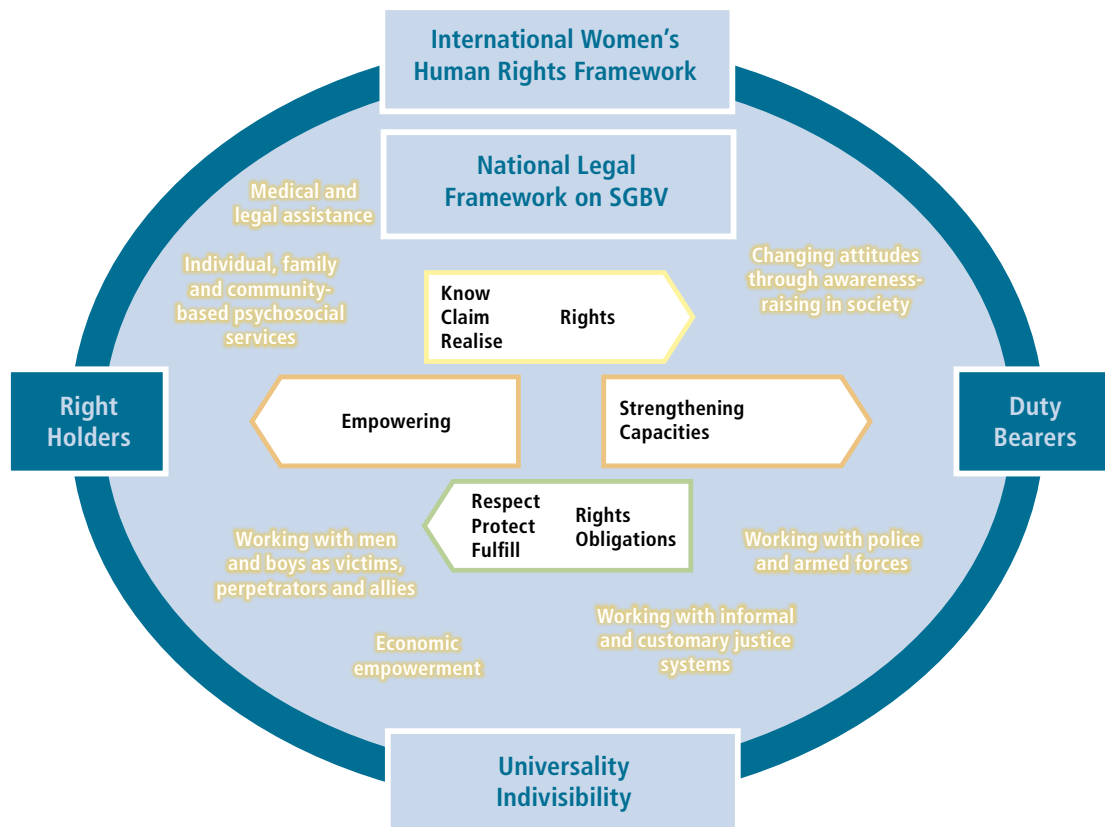 International Women‘s
Human Rights Framework
National Legal
Framework on SGBV
Medical and
legal assistance
Individual, family
and community-
based psychosocial
services
Changing attitudes
through awareness-
raising in society
Know
Claim Rights
Realise
Right
Holders
Empowering
Strengthening
Capacities
Duty
Bearers
Respect Rights
Protect Obligations
Fulfill
Working with men
and boys as victims,
perpetrators and allies
Working with police
and armed forces
Economic
empowerment
Working with informal
and customary justice
systems
Universality
Indivisibility